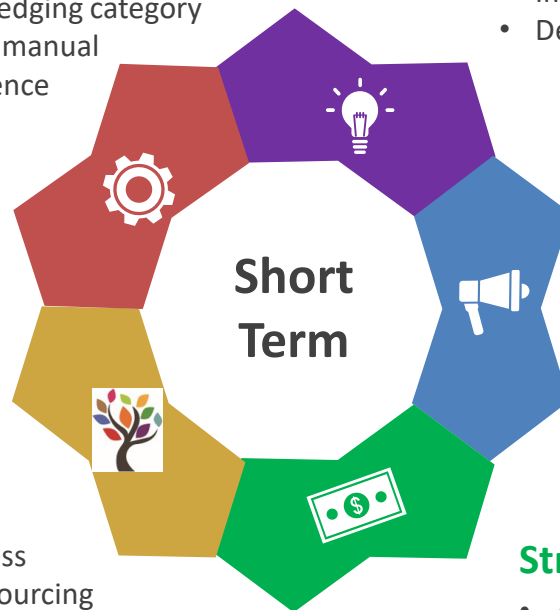 edging category
manual
ence
• De
Short
Term
$
ss
ourcing
Str
•